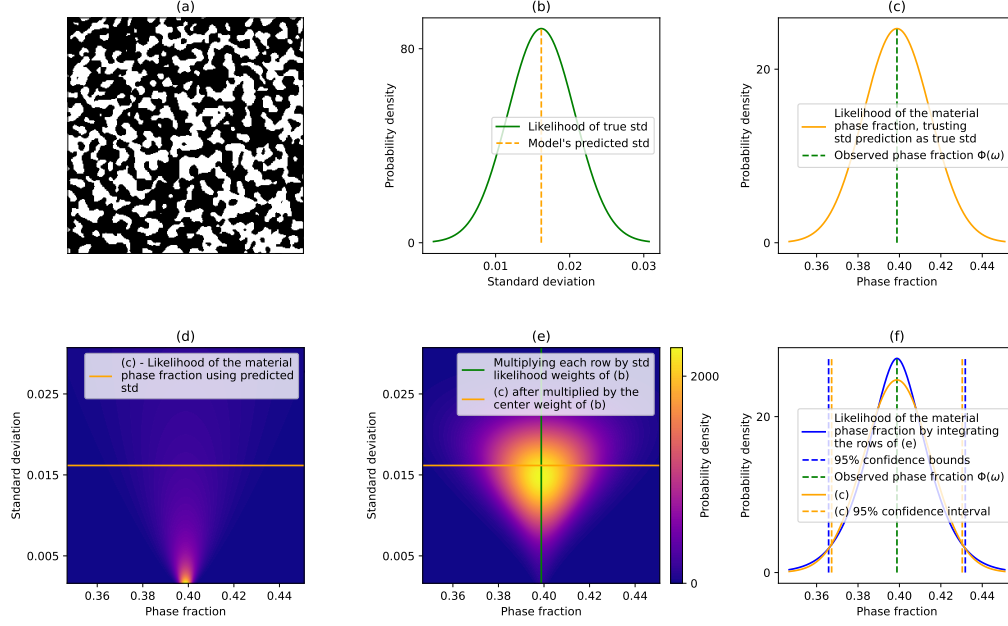 (a)
(b)
80
0
Probability density
0.01 0.02 0.03
Standard deviation
Likelihood of true std
Model's predicted std
(c)
20
0
Probability density
0.36 0.40 0.42 0.44
Phase fraction
Likelihood of the material
phase fraction, trusting
std prediction as true std
Observed phase fraction Φ(ω)
(d)
0.025
0.015
0.005
Standard deviation
0.36 0.38 0.40 0.42 0.44
Phase fraction
(c) - Likelihood of the material
phase fraction using predicted
std
(e)
0.025
0.015
0.005
Standard deviation
0.36 0.38 0.40 0.42 0.44
Phase fraction
Multiplying each row by std
likelihood weights of (b)
(c) after multiplied by the
center weight of (b)
2000
0
Probability density
(f)
20
0
Probability density
0.36 0.38 0.40 0.42 0.44
Phase fraction
Likelihood of the material
phase fraction by integrating
the rows of (e)
95% confidence bounds
Observed phase frcation Φ(ω)
(c)
(c) 95% confidence interval